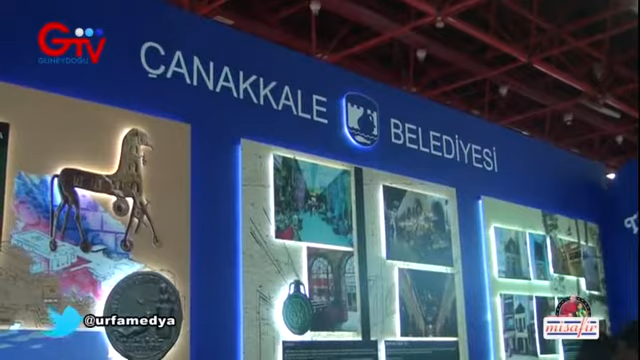 GTV
GÜNEYDOĞU
ÇANAKKALE BELEDİYESİ
@urfamedya
misafir